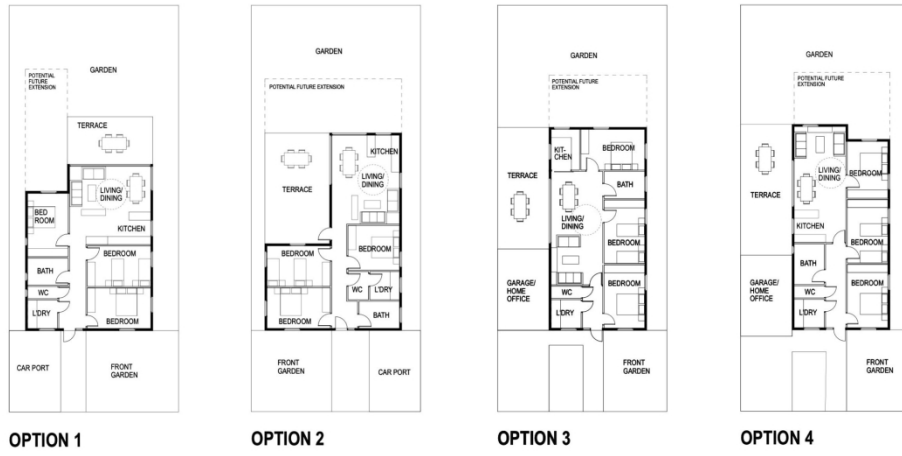 GARDEN
POTENTIAL
FUTURE
EXTENSION
TERRACE
LIVING/
DINING
BED
ROOM
KITCHEN
BEDROOM
BATH
WC
L'DRY
BEDROOM
CAR PORT
FRONT
GARDEN
OPTION 1
GARDEN
POTENTIAL FUTURE EXTENSION
KITCHEN
TERRACE
LIVING/
DINING
BEDROOM
BEDROOM
WC
L'DRY
BEDROOM
BATH
FRONT
GARDEN
CAR PORT
OPTION 2
GARDEN
POTENTIAL FUTURE EXTENSION
KIT-
CHEN
BEDROOM
TERRACE
BATH
LIVING/
DINING
BEDROOM
GARAGE/
HOME
OFFICE
WC
BEDROOM
L'DRY
FRONT
GARDEN
OPTION 3
GARDEN
POTENTIAL
FUTURE
EXTENSION
TERRACE
LIVING/
DINING
BEDROOM
KITCHEN
BEDROOM
GARAGE/
HOME
OFFICE
BATH
BEDROOM
WC
L'DRY
FRONT
GARDEN
OPTION 4